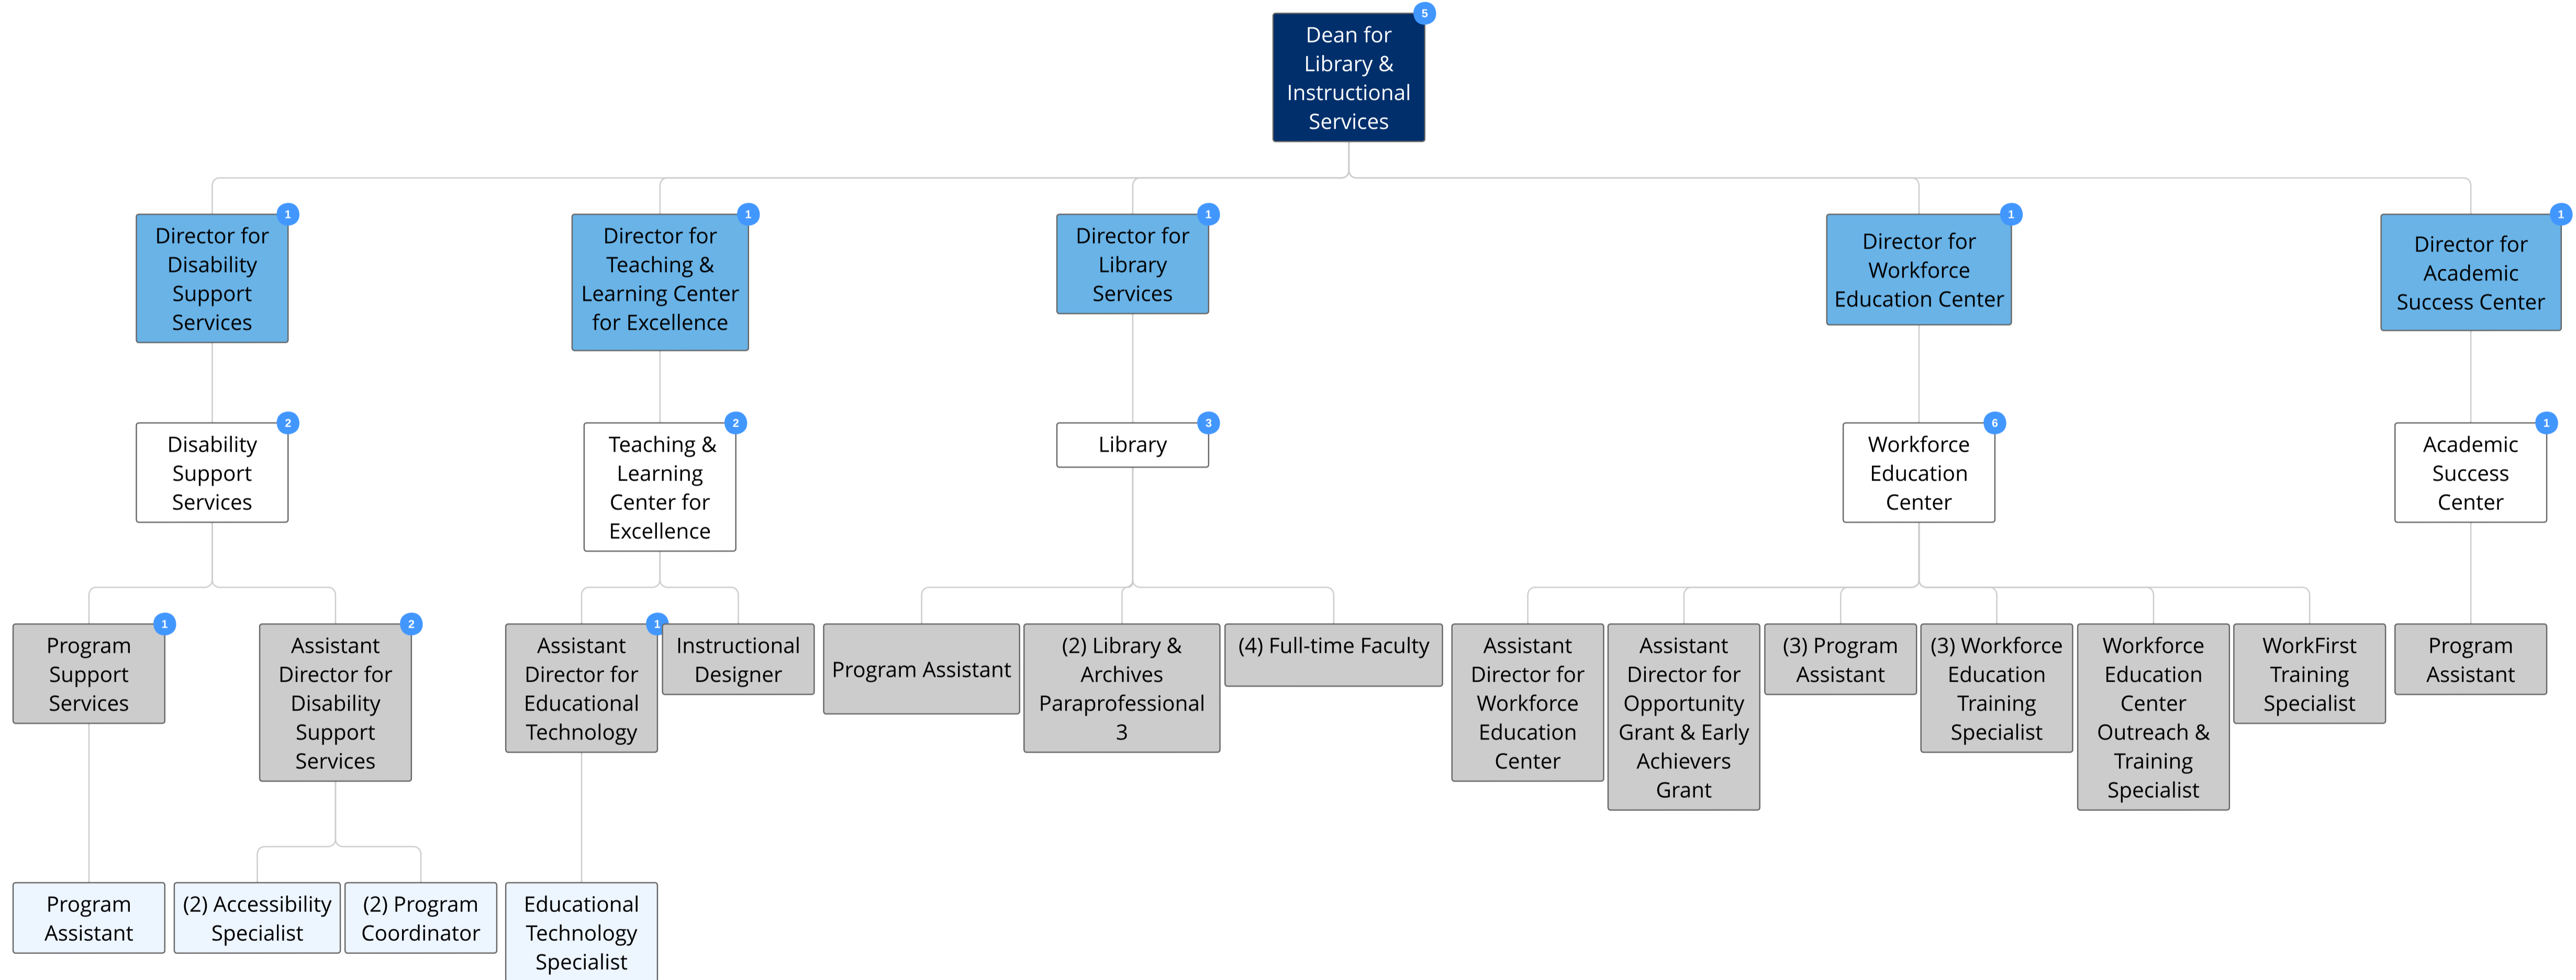 5
Dean for
Library &
Instructional
Services
1
Director for
Disability
Support
Services
1
Director for
Teaching &
Learning Center
for Excellence
1
Director for
Library
Services
1
Director for
Workforce
Education Center
1
Director for
Academic
Success Center
2
Disability
Support
Services
2
Teaching &
Learning
Center for
Excellence
3
Library
6
Workforce
Education
Center
1
Academic
Success
Center
1
Program
Support
Services
2
Assistant
Director for
Disability
Support
Services
1
Assistant
Director for
Educational
Technology
Instructional
Designer
Program Assistant
(2) Library &
Archives
Paraprofessional
3
(4) Full-time Faculty
Assistant
Director for
Workforce
Education
Center
Assistant
Director for
Opportunity
Grant & Early
Achievers
Grant
(3) Program
Assistant
(3) Workforce
Education
Training
Specialist
Workforce
Education
Center
Outreach &
Training
Specialist
WorkFirst
Training
Specialist
Program
Assistant
Program
Assistant
(2) Accessibility
Specialist
(2) Program
Coordinator
Educational
Technology
Specialist